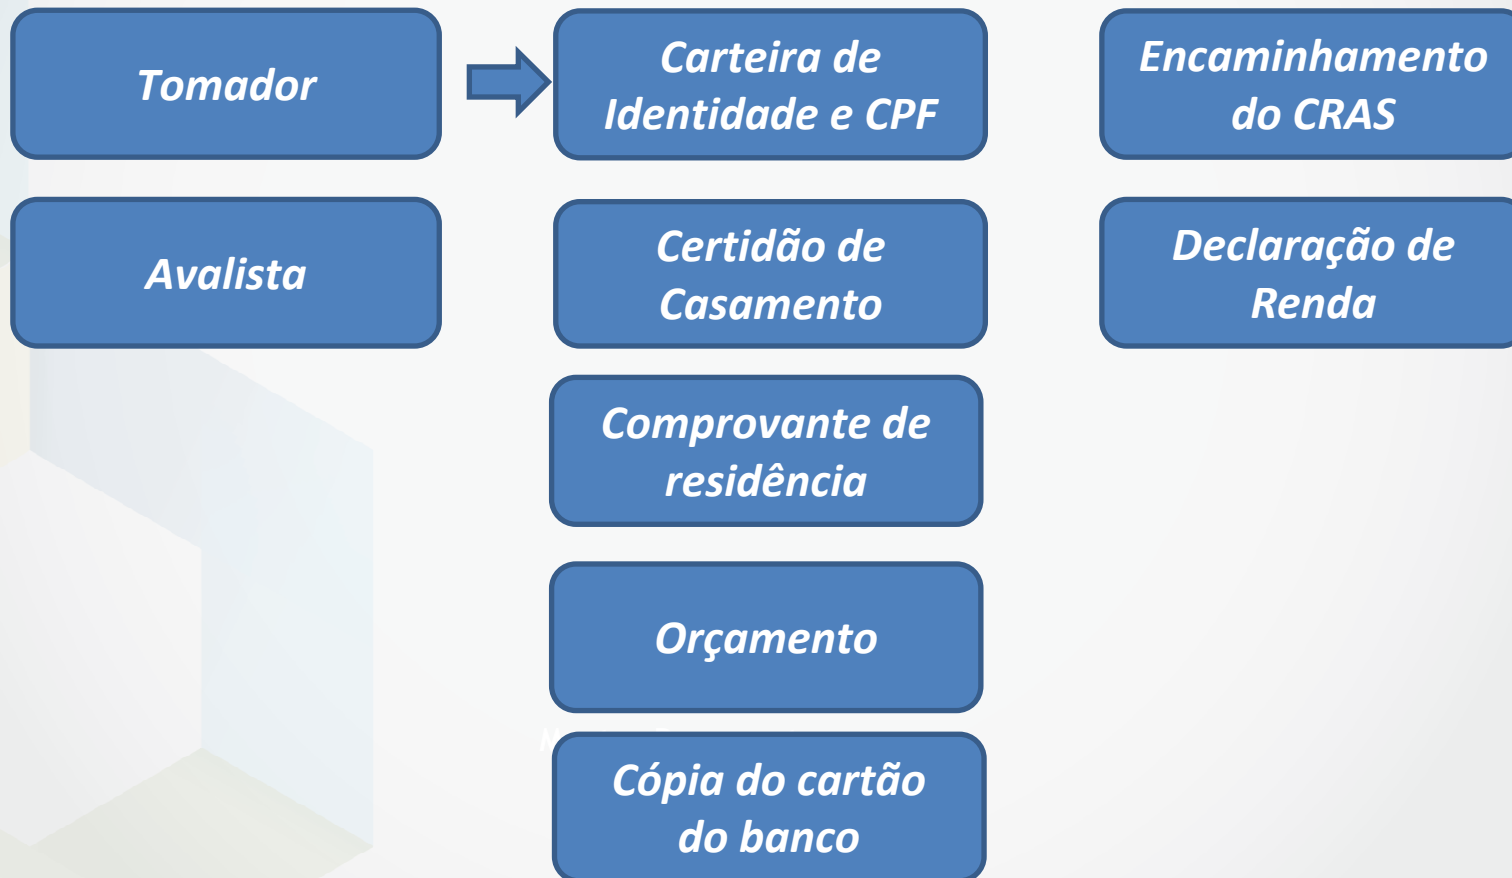 Tomador
Avalista
Carteira de
Identidade e CPF
Certidão de
Casamento
Comprovante de
residência
Orçamento
Cópia do cartão
do banco
Encaminhamento
do CRAS
Declaração de
Renda